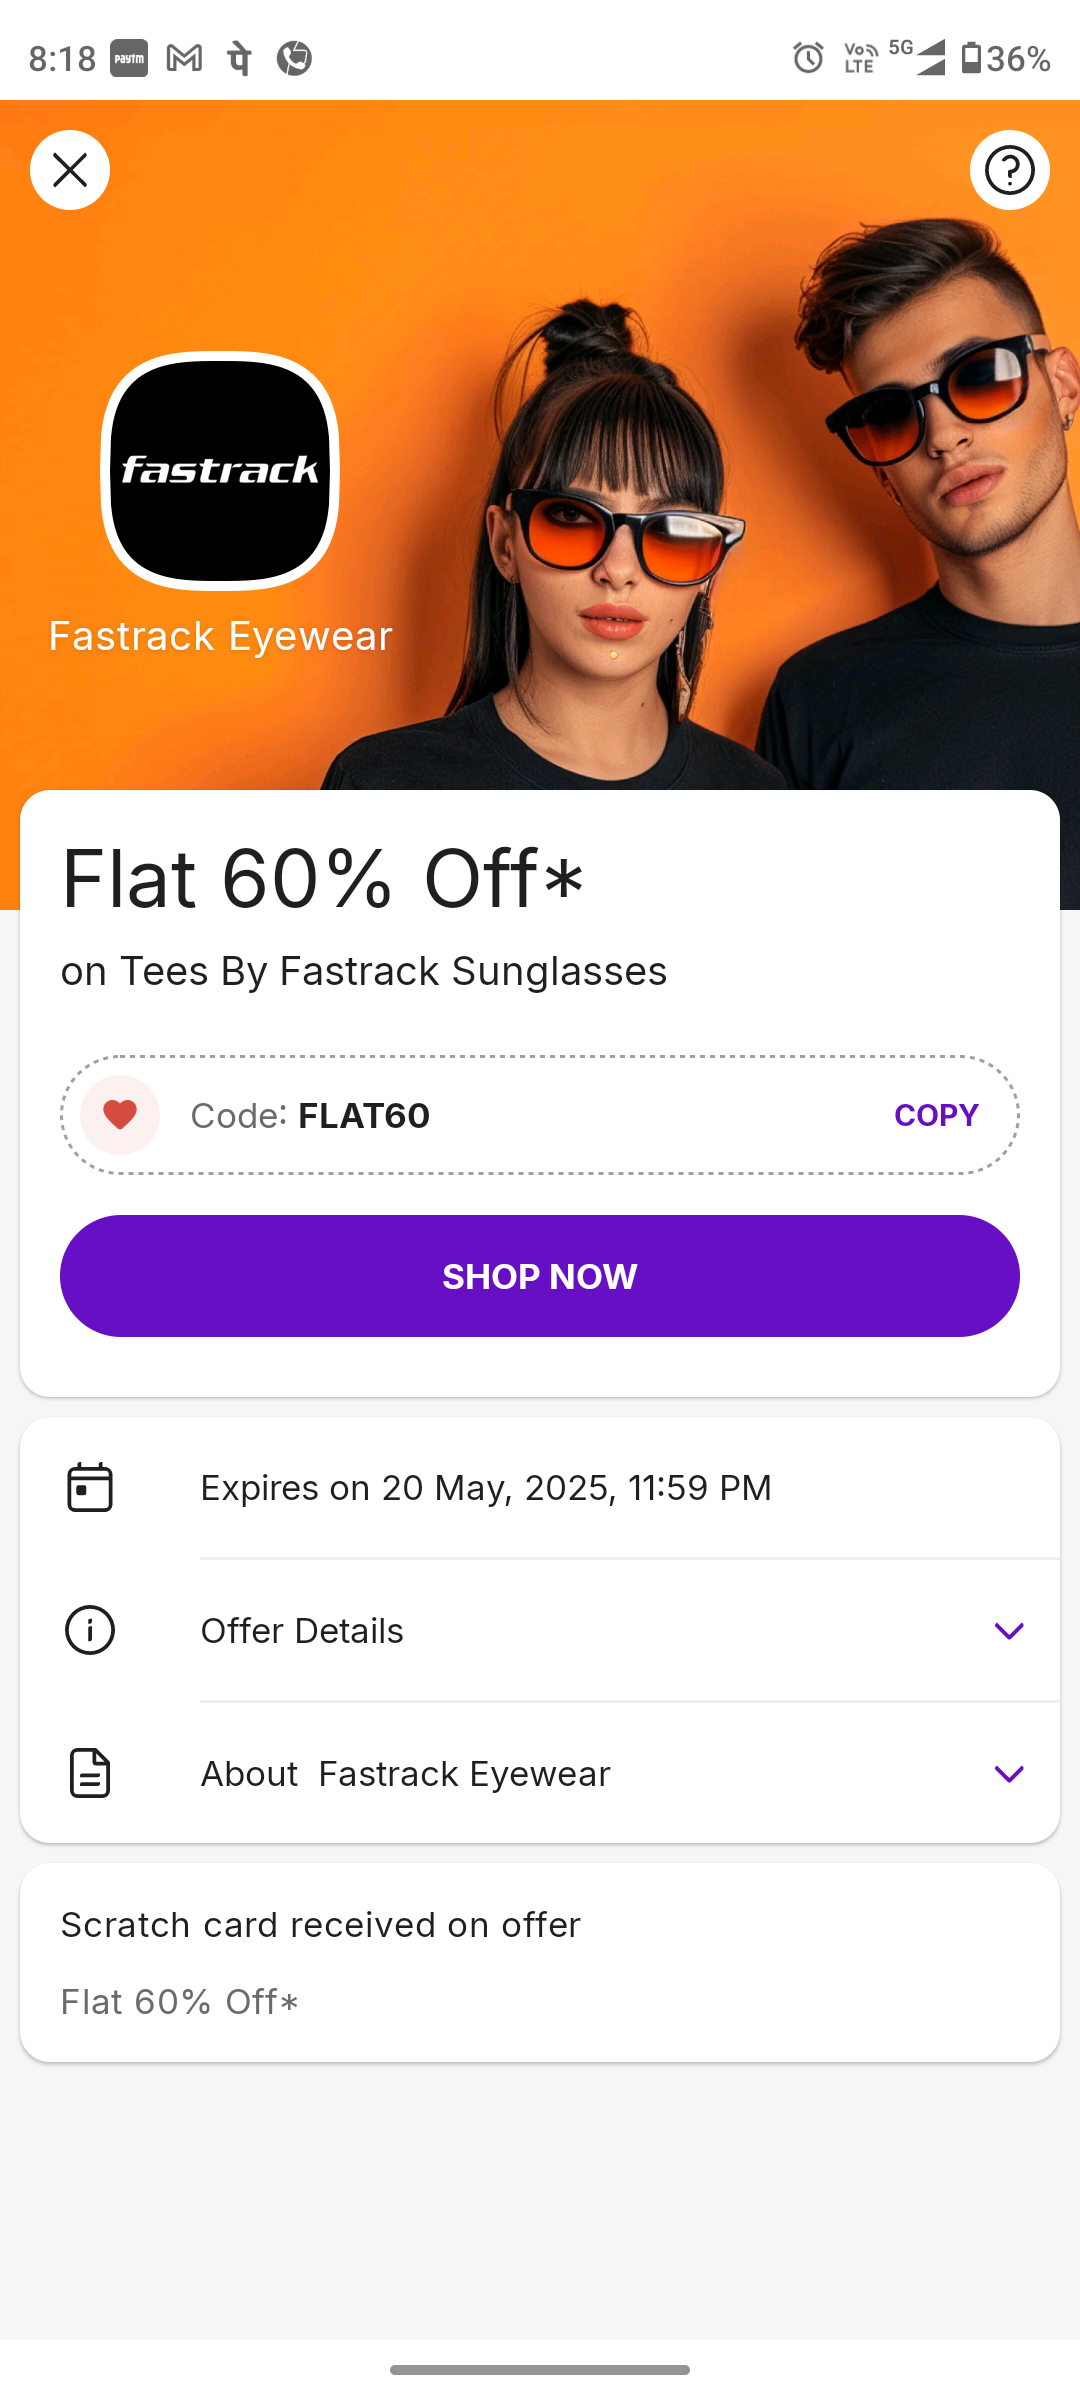 8:18 paytm पे Vo LTE 5G 36%
fastrack
Fastrack Eyewear
Flat 60% Off*
on Tees By Fastrack Sunglasses
Code: FLAT60 COPY
SHOP NOW
Expires on 20 May, 2025, 11:59 PM
Offer Details
About Fastrack Eyewear
Scratch card received on offer
Flat 60% Off*